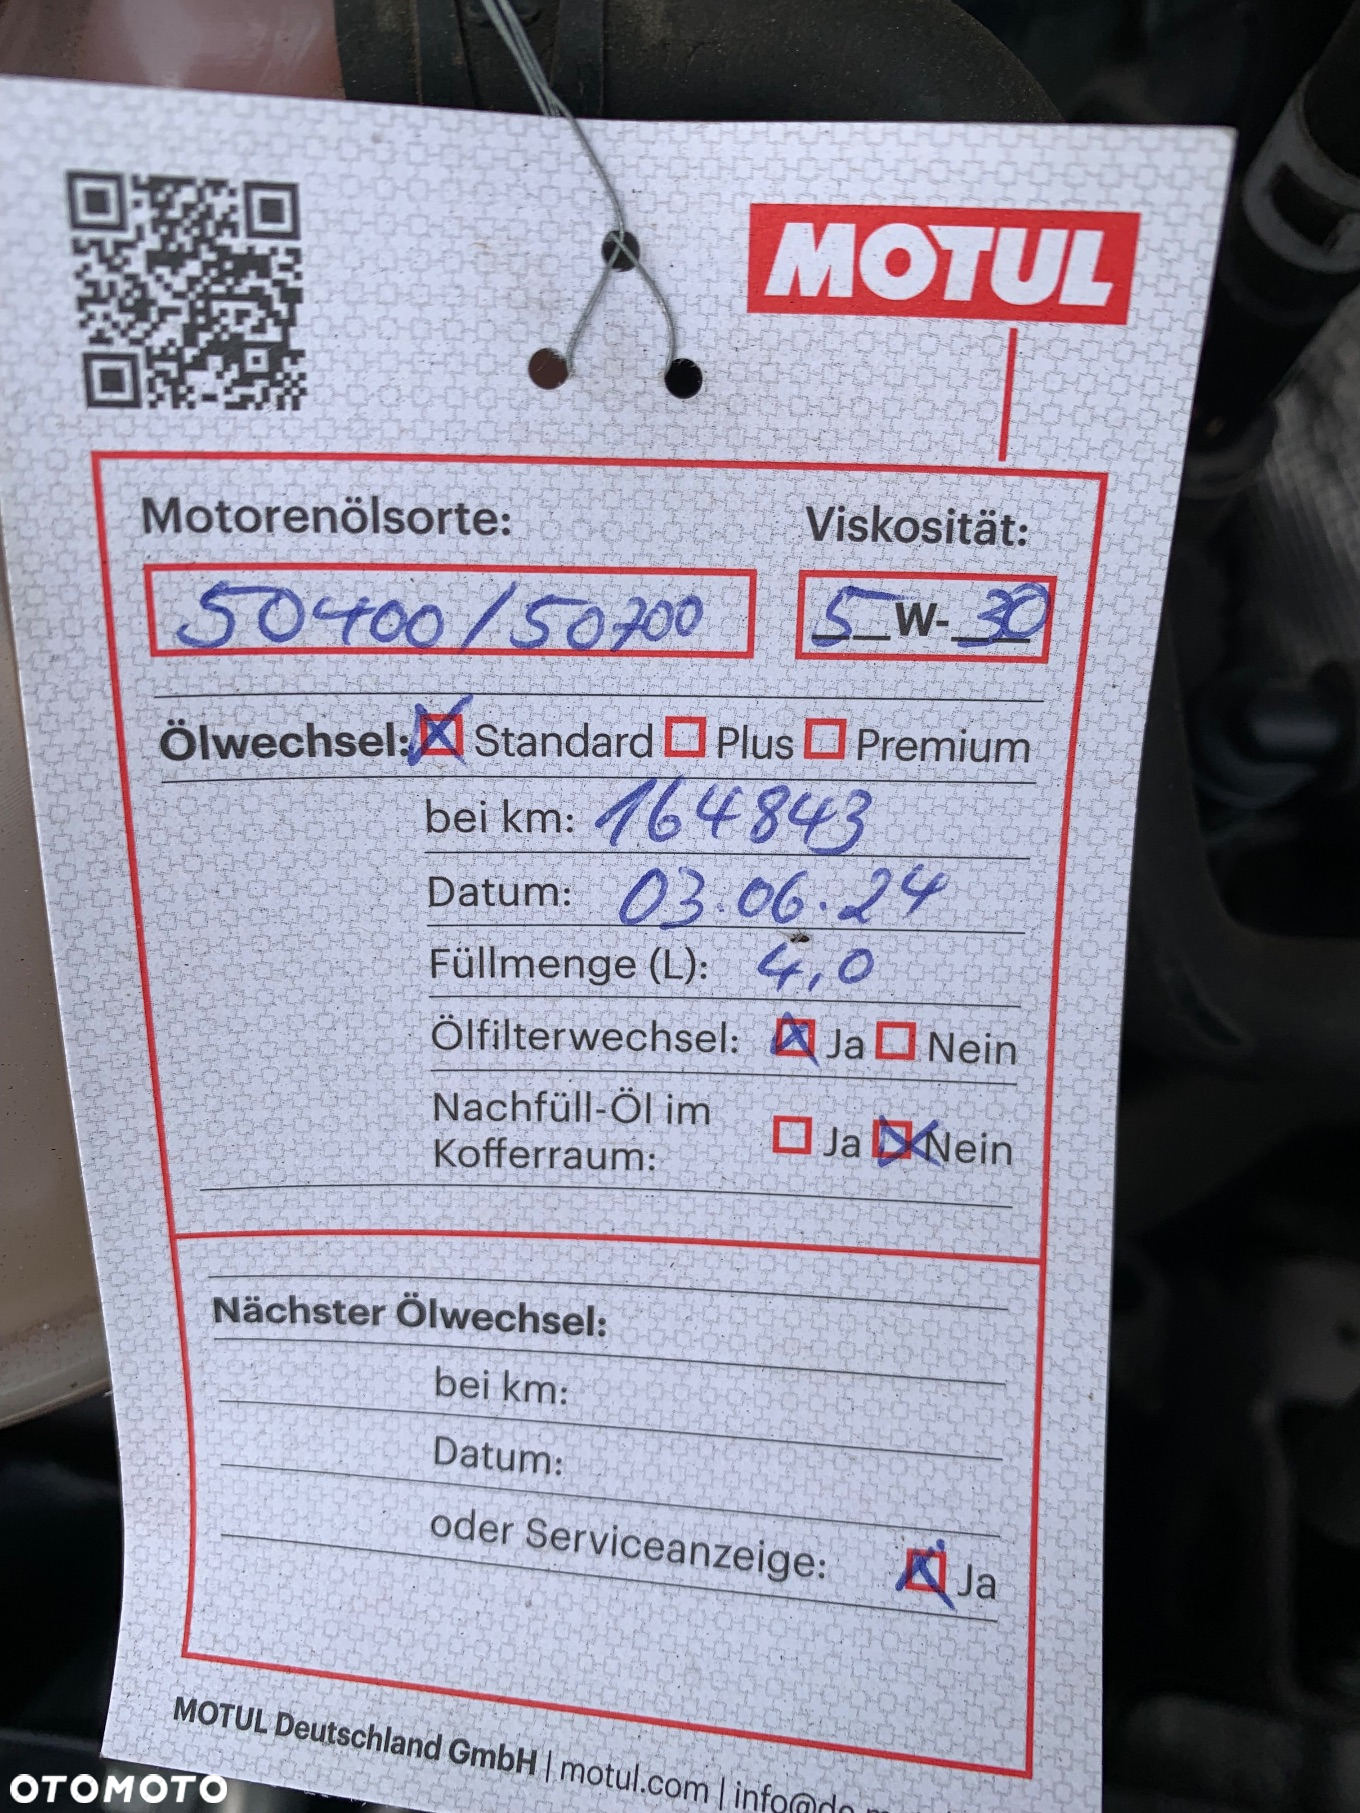 MOTUL
Motorenölsorte: Viskosität:
50400/50700 5 W-30
Ölwechsel: Standard Plus Premium
bei km: 164843
Datum: 03.06.24
Füllmenge (L): 4,0
Ölfilterwechsel: Ja Nein
Nachfüll-Öl im
Kofferraum: Ja Nein
Nächster Ölwechsel:
bei km:
Datum:
oder Serviceanzeige: Ja
MOTUL Deutschland GmbH | motul.com |
OTOMOTO